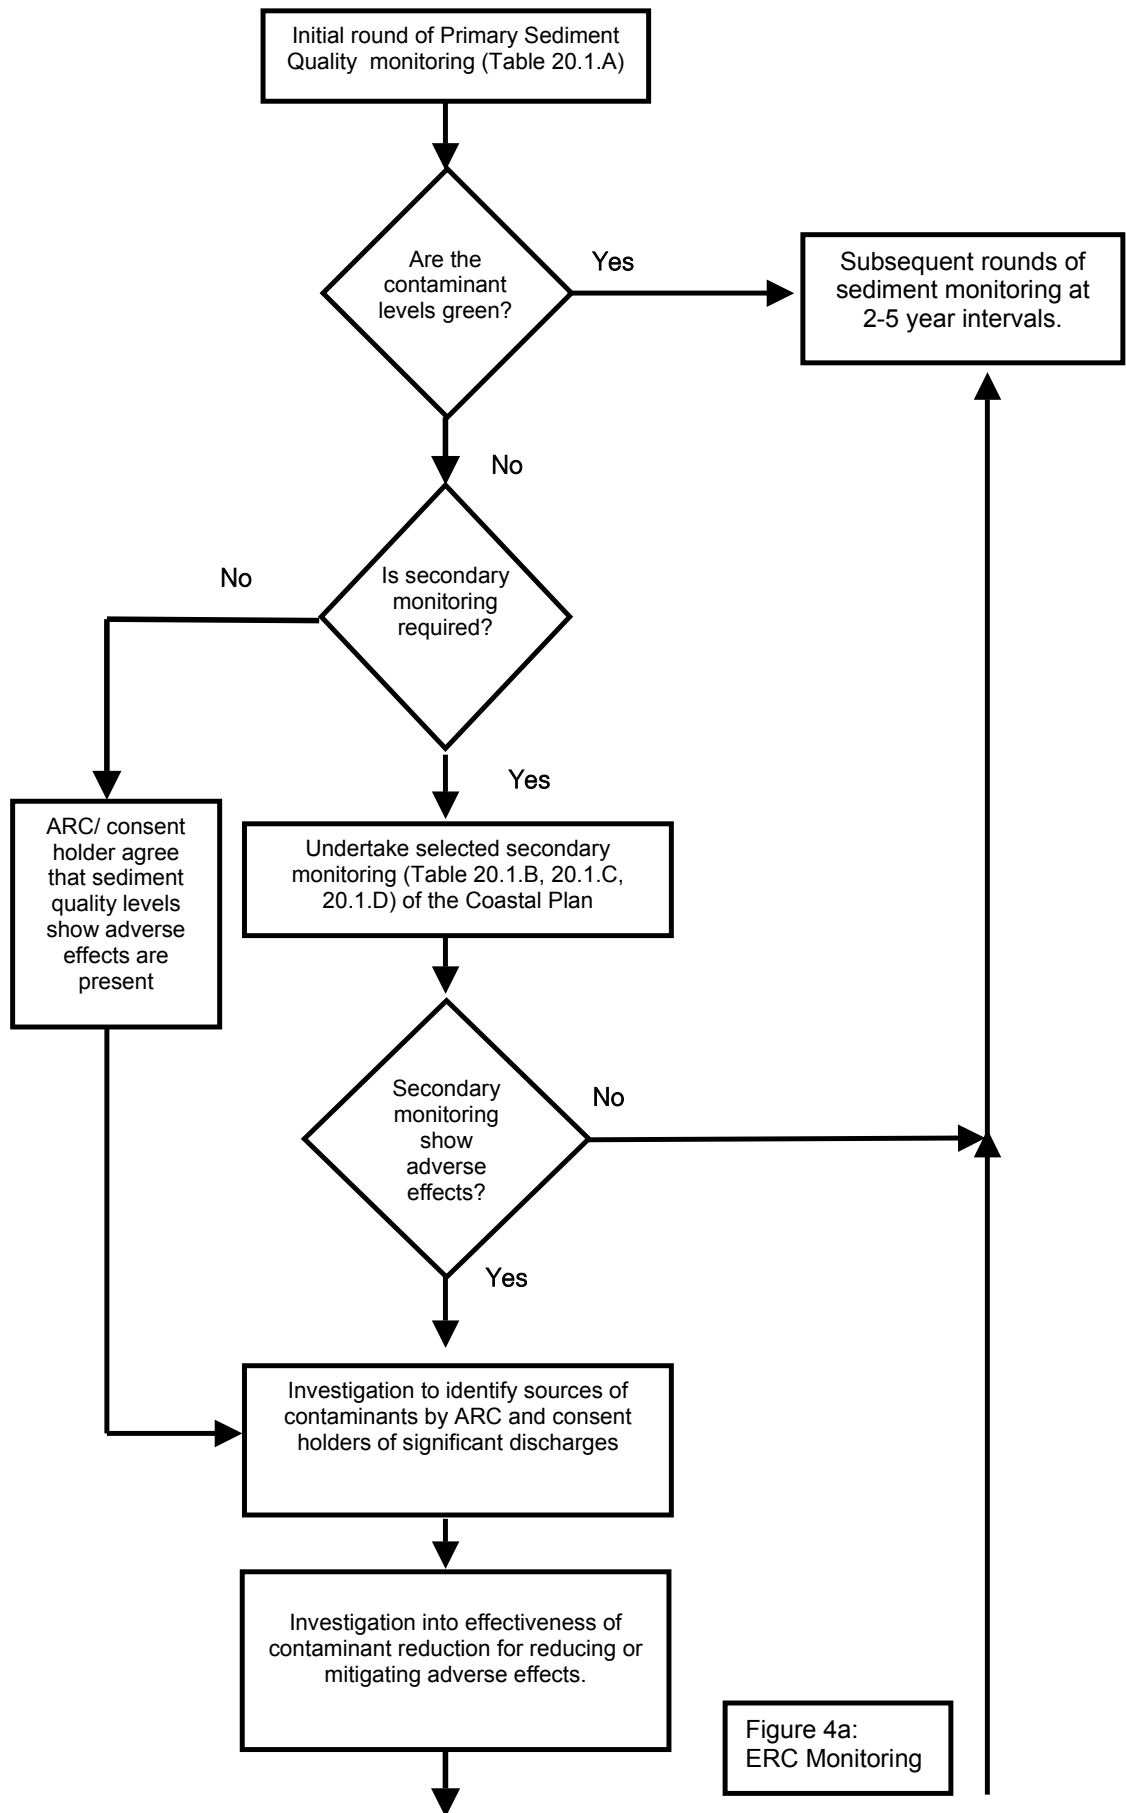 Initial round of Primary Sediment
Quality monitoring (Table 20.1.A)
Are the
contaminant
levels green?
Yes
Subsequent rounds of
sediment monitoring at
2-5 year intervals.
No
Is secondary
monitoring
required?
No
Yes
ARC/ consent
holder agree
that sediment
quality levels
show adverse
effects are
present
Undertake selected secondary
monitoring (Table 20.1.B, 20.1.C,
20.1.D) of the Coastal Plan
Secondary
monitoring
show
adverse
effects?
No
Yes
Investigation to identify sources of
contaminants by ARC and consent
holders of significant discharges
Investigation into effectiveness of
contaminant reduction for reducing or
mitigating adverse effects.
Figure 4a:
ERC Monitoring